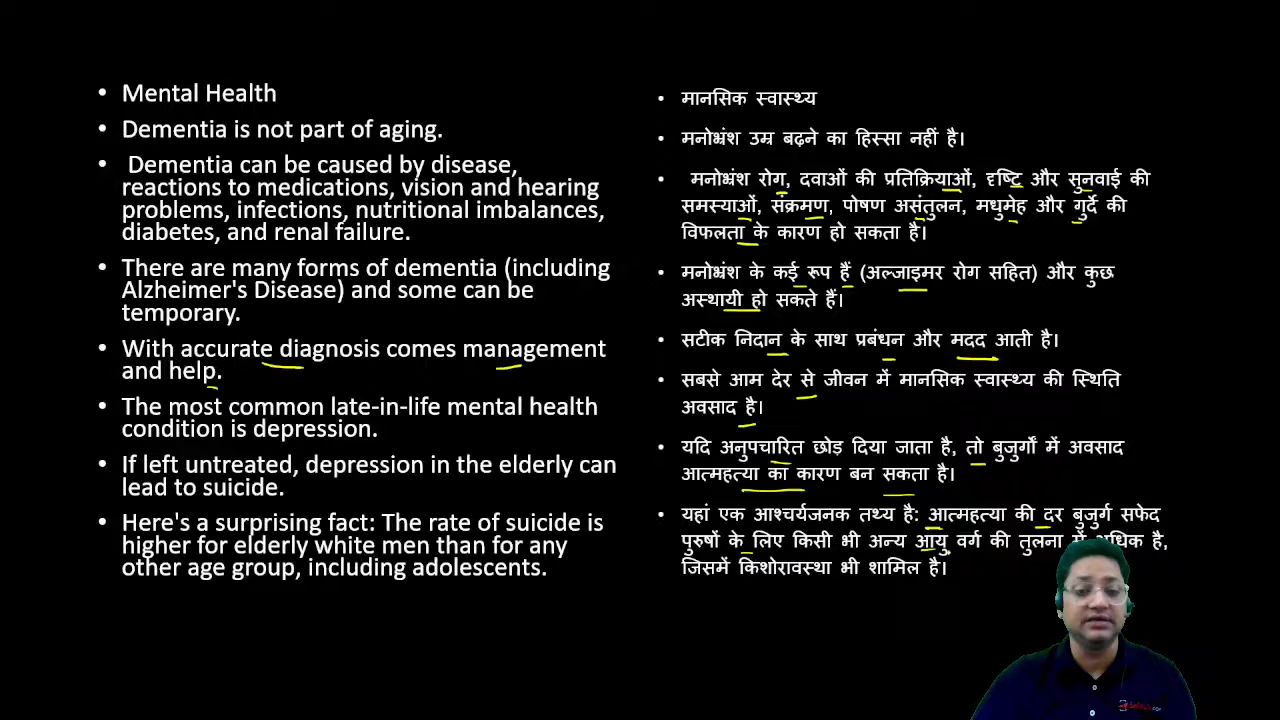 Mental Health
Dementia is not part of aging.
Dementia can be caused by disease,
reactions to medications, vision and hearing
problems, infections, nutritional imbalances,
diabetes, and renal failure.
There are many forms of dementia (including
Alzheimer's Disease) and some can be
temporary.
With accurate diagnosis comes management
and help.
The most common late-in-life mental health
condition is depression.
If left untreated, depression in the elderly can
lead to suicide.
Here's a surprising fact: The rate of suicide is
higher for elderly white men than for any
other age group, including adolescents.
मानसिक स्वास्थ्य
मनोभ्रंश उम्र बढ़ने का हिस्सा नहीं है।
मनोभ्रंश रोग, दवाओं की प्रतिक्रियाओं, दृष्टि और सुनवाई की
समस्याओं, संक्रमण, पोषण असंतुलन, मधुमेह और गुर्दे की
विफलता के कारण हो सकता है।
मनोभ्रंश के कई रूप हैं (अल्जाइमर रोग सहित) और कुछ
अस्थायी हो सकते हैं।
सटीक निदान के साथ प्रबंधन और मदद आती है।
सबसे आम देर से जीवन में मानसिक स्वास्थ्य की स्थिति
अवसाद है।
यदि अनुपचारित छोड़ दिया जाता है, तो बुजुर्गों में अवसाद
आत्महत्या का कारण बन सकता है।
यहां एक आश्चर्यजनक तथ्य है: आत्महत्या की दर बुजुर्ग सफेद
पुरुषों के लिए किसी भी अन्य आयु वर्ग की तुलना में अधिक है,
जिसमें किशोरावस्था भी शामिल है।